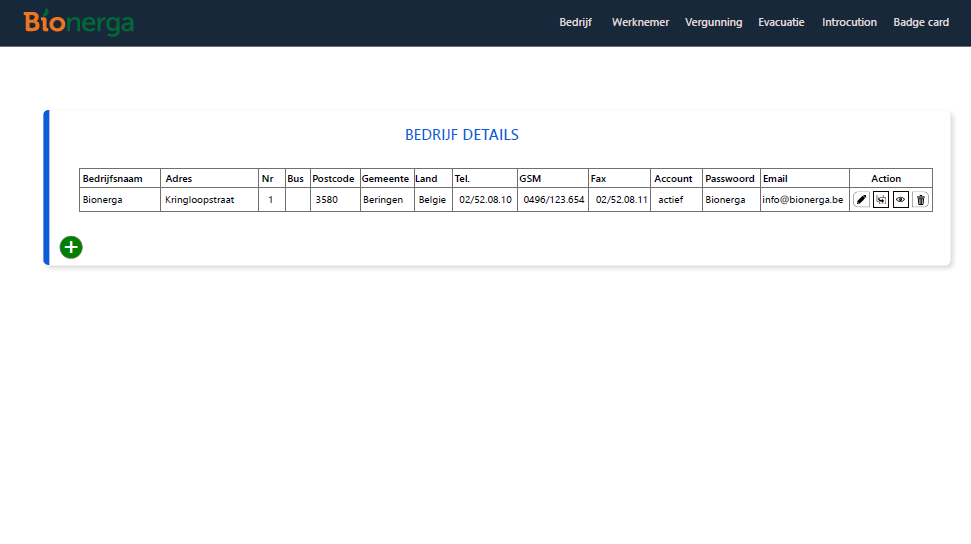 Bionerga
Bedrijf Werknemer Vergunning Evacuatie Introcution Badge card
BEDRIJF DETAILS
Bedrijfsnaam Adres Nr Bus Postcode Gemeente Land Tel. GSM Fax Account Passwoord Email Action
Bionerga Kringloopstraat 1 3580 Beringen Belgie 02/52.08.10 0496/123.654 02/52.08.11 actief Bionerga info@bionerga.be